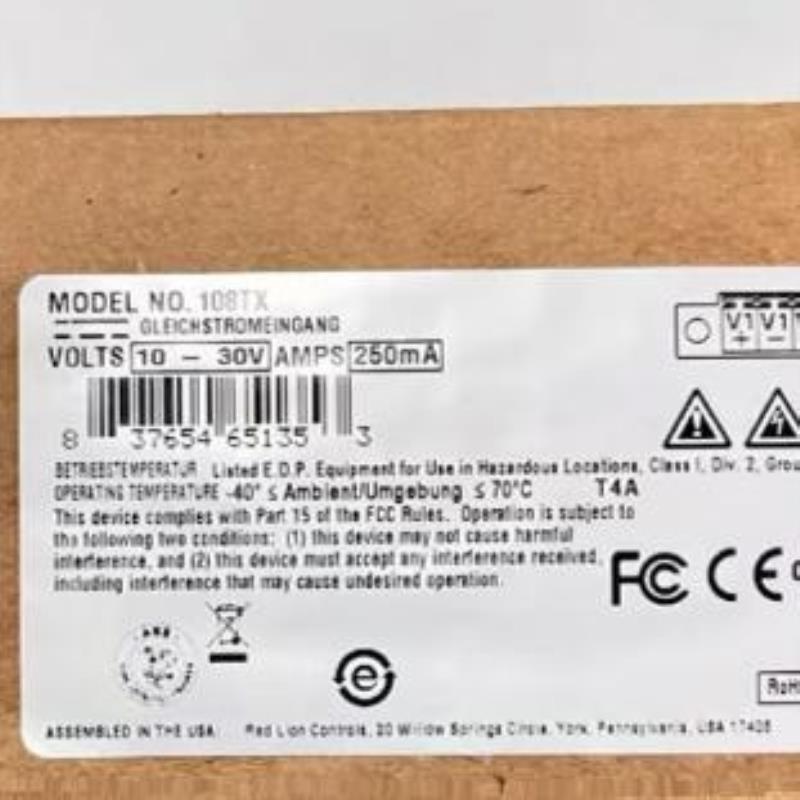 MODEL NO. 108TX
GLEICHSTROMEINGANG
VOLTS 10 – 30V AMPS 250mA
V1 V1
+ –
8 37654 65135 3
BETRIEBSTEMPERATUR Listed E.D.P. Equipment for Use in Hazardous Locations, Class I, Div. 2,
OPERATING TEMPERATURE -40° ≤ Ambient/Umgebung ≤ 70°C T4A
This device complies with Part 15 of the FCC Rules. Operation is subject to
the following two conditions: (1) this device may not cause harmful
interference, and (2) this device must accept any interference received,
including interference that may cause undesired operation.
FC CE
e
RoH
ASSEMBLED IN THE USA Red Lion Controls, 20 Willow Springs Circle, York, Pennsylvania, USA 17406